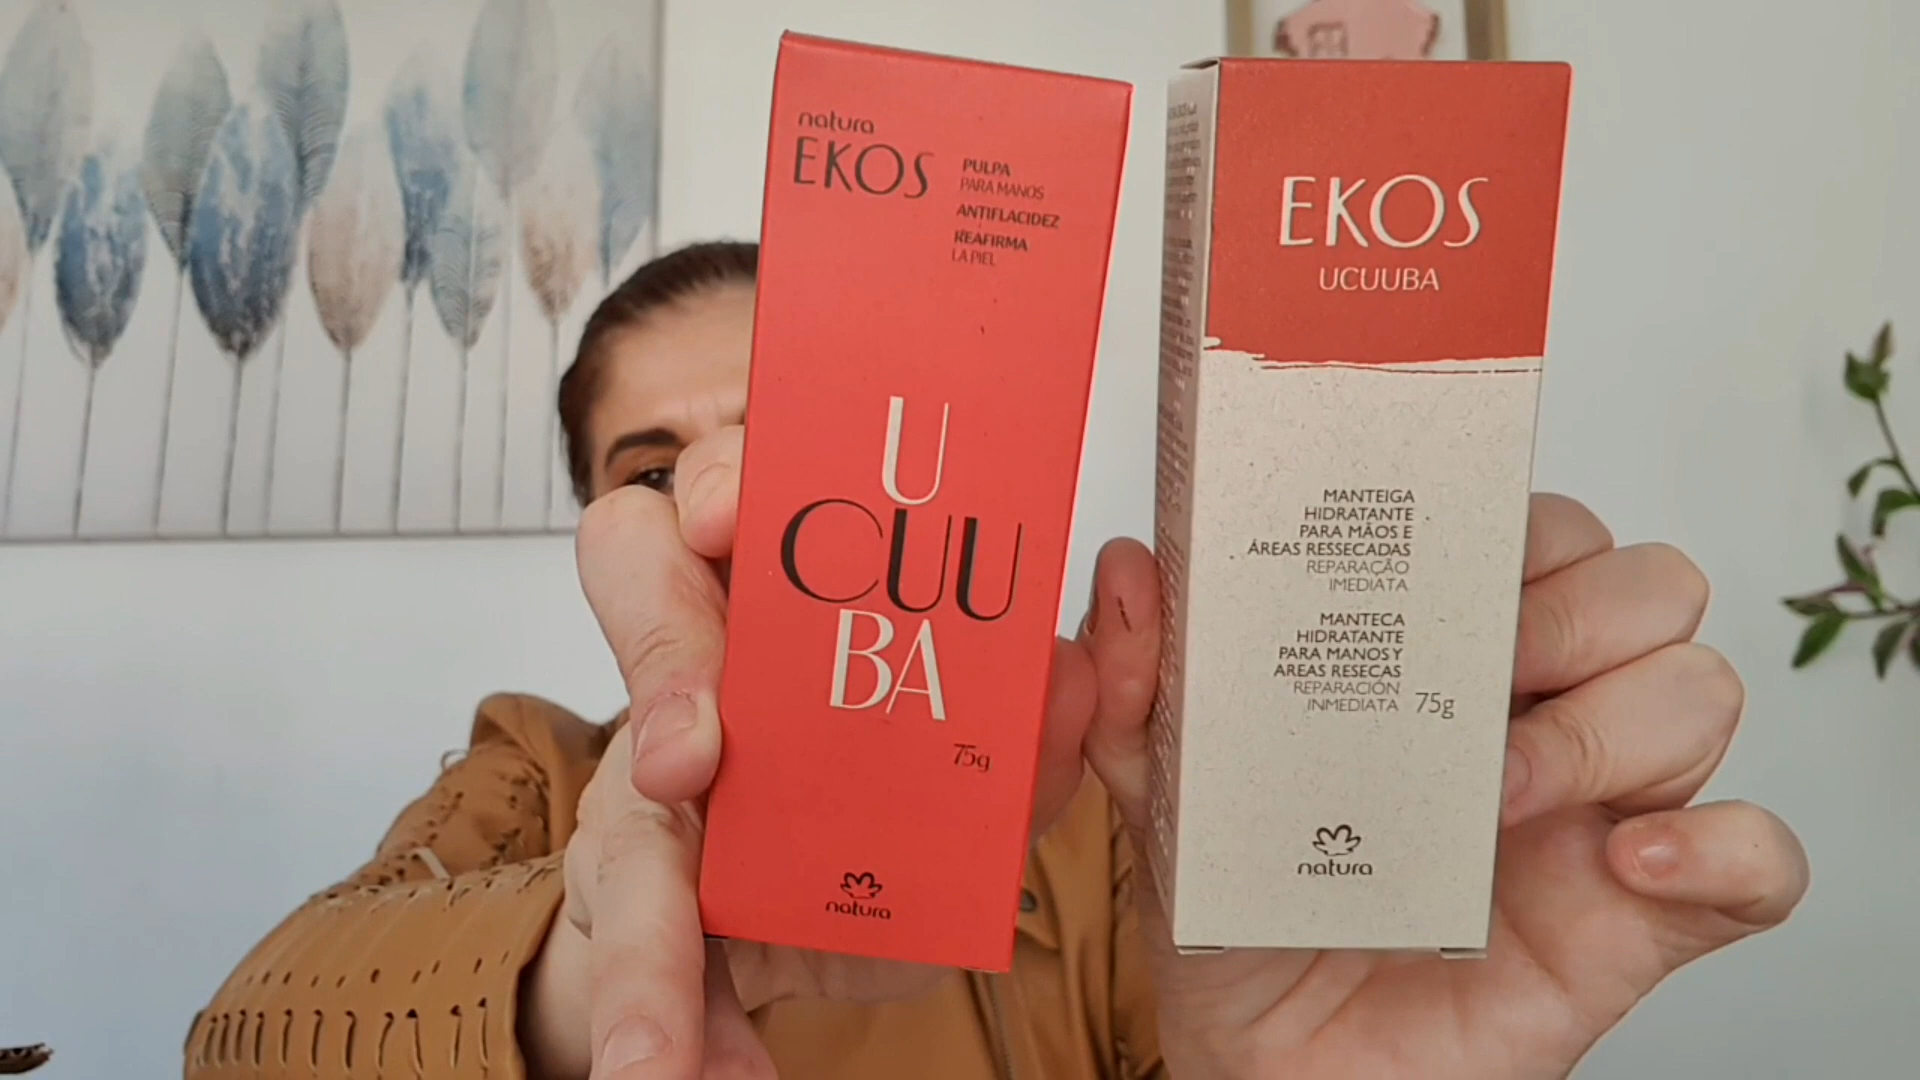 natura
EKOS
PULPA
PARA MANOS
ANTIFLACIDEZ
REAFIRMA
LA PIEL
U
CUU
BA
75g
natura
EKOS
UCUUBA
MANTEIGA
HIDRATANTE
PARA MÃOS E
ÁREAS RESSECADAS
REPARAÇÃO
IMEDIATA
MANTECA
HIDRATANTE
PARA MANOS Y
AREAS RESECAS
REPARACIÓN
INMEDIATA 75g
natura